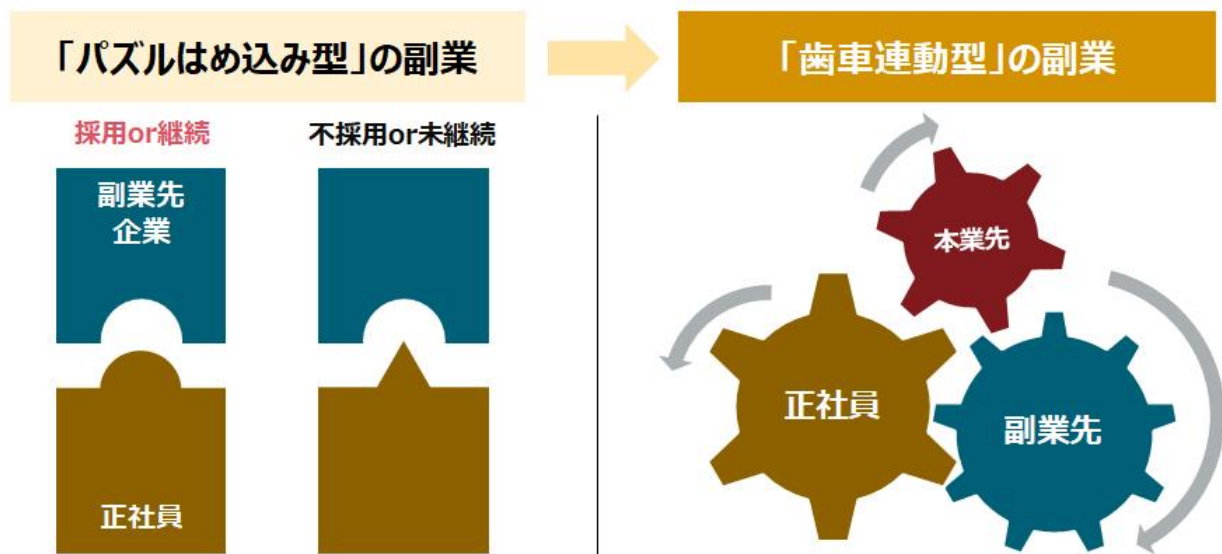 「パズルはめ込み型」の副業
「歯車連動型」の副業
採用or継続
不採用or未継続
副業先
企業
正社員
本業先
正社員
副業先